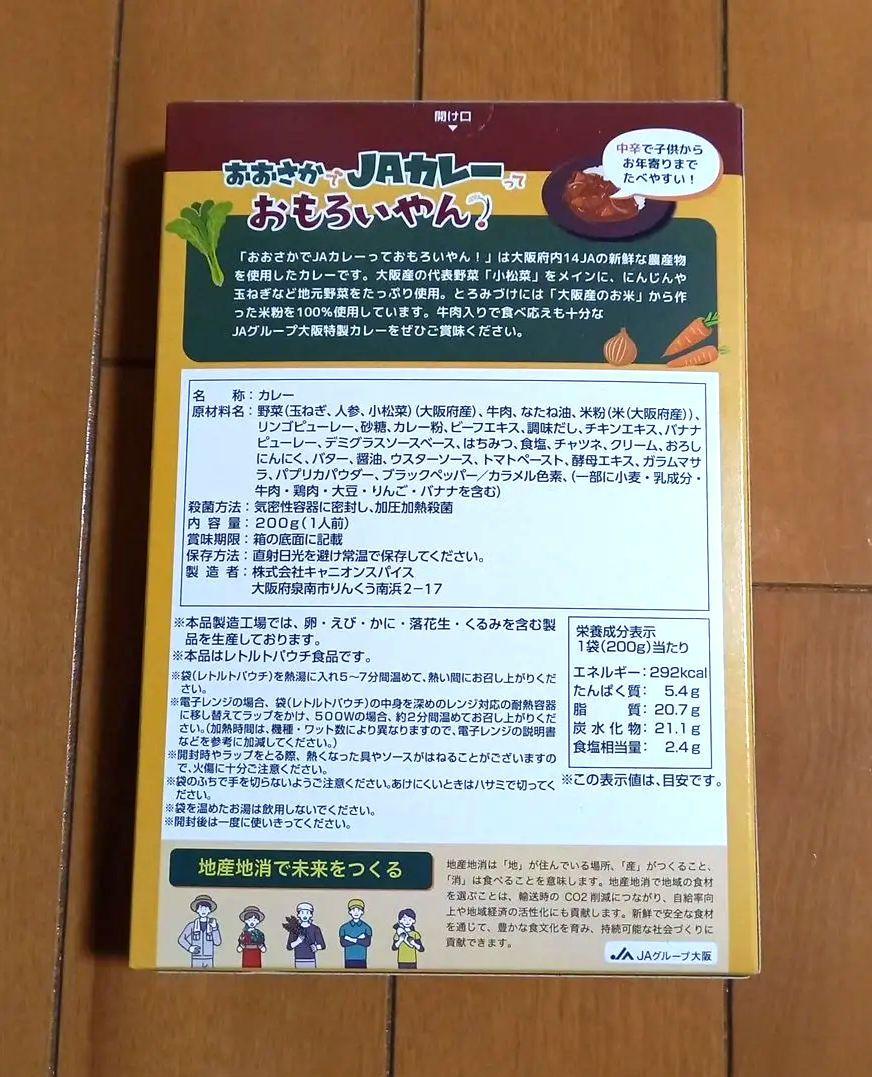 開け口
おおさかでJAカレーって
おもろいやん?
中辛で子供から
お年寄りまで
たべやすい！
「おおさかでJAカレーっておもろいやん！」は大阪府内14JAの新鮮な農産物
を使用したカレーです。大阪産の代表野菜「小松菜」をメインに、にんじんや
玉ねぎなど地元野菜をたっぷり使用。とろみづけには「大阪産のお米」から作
った米粉を100%使用しています。牛肉入りで食べ応えも十分な
JAグループ大阪特製カレーをぜひご賞味ください。
名　　称：カレー
原材料名：野菜（玉ねぎ、人参、小松菜）（大阪府産）、牛肉、なたね油、米粉（米（大阪府産））、
リンゴピューレー、砂糖、カレー粉、ビーフエキス、調味だし、チキンエキス、バナナ
ピューレー、デミグラスソースベース、はちみつ、食塩、チャツネ、クリーム、おろし
にんにく、バター、醤油、ウスターソース、トマトペースト、酵母エキス、ガラムマサ
ラ、パプリカパウダー、ブラックペッパー／カラメル色素、（一部に小麦・乳成分・
牛肉・鶏肉・大豆・りんご・バナナを含む）
殺菌方法：気密性容器に密封し、加圧加熱殺菌
内 容 量：200g（1人前）
賞味期限：箱の底面に記載
保存方法：直射日光を避け常温で保存してください。
製 造 者：株式会社キャニオンスパイス
大阪府泉南市りんくう南浜2−17
※本品製造工場では、卵・えび・かに・落花生・くるみを含む製
品を生産しております。
※本品はレトルトパウチ食品です。
※袋（レトルトパウチ）を熱湯に入れ5〜7分間温めて、熱い間にお召し上がりくだ
さい。
※電子レンジの場合、袋（レトルトパウチ）の中身を深めのレンジ対応の耐熱容器
に移し替えてラップをかけ、500Wの場合、約2分間温めてお召し上がりくだ
さい。（加熱時間は、機種・ワット数により異なりますので、電子レンジの説明書
などを参考に加減してください。）
※開封時やラップをとる際、熱くなった具やソースがはねることがございますの
で、火傷に十分ご注意ください。
※袋のふちで手を切らないようご注意ください。あけにくいときはハサミで切ってく
ださい。
※袋を温めたお湯は飲用しないでください。
※開封後は一度に使いきってください。
栄養成分表示
1袋（200g）当たり
エネルギー：292kcal
たんぱく質： 5.4g
脂　　質： 20.7g
炭水化物： 21.1g
食塩相当量： 2.4g
※この表示値は、目安です。
地産地消で未来をつくる
地産地消は「地」が住んでいる場所、「産」がつくること、
「消」は食べることを意味します。地産地消で地域の食材
を選ぶことは、輸送時の CO2 削減につながり、自給率向
上や地域経済の活性化にも貢献します。新鮮で安全な食材
を通じて、豊かな食文化を育み、持続可能な社会づくりに
貢献できます。
JA JAグループ大阪